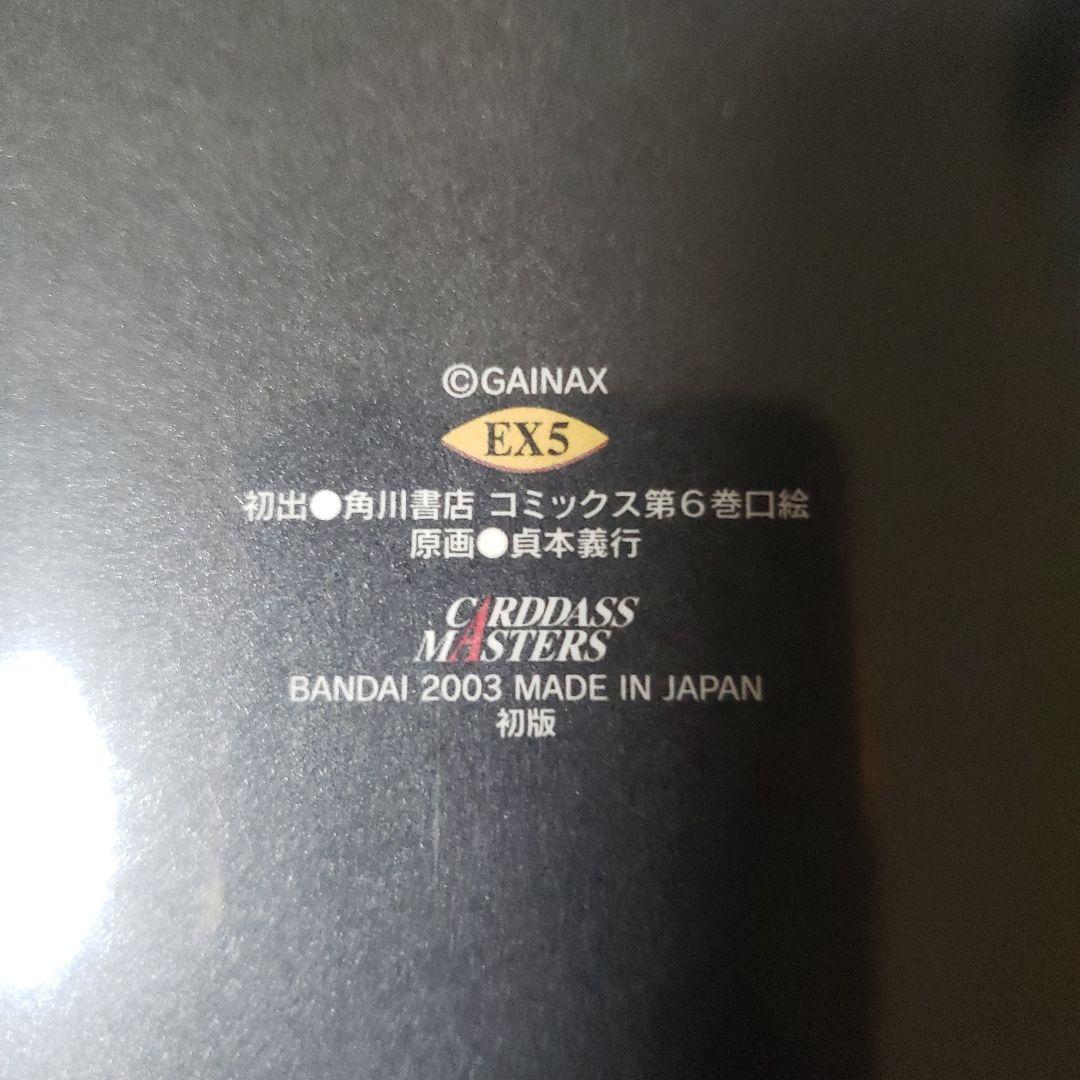 ©GAINAX
EX5
初出●角川書店 コミックス第6巻口絵
原画●貞本義行
CARDDASS
MASTERS
BANDAI 2003 MADE IN JAPAN
初版